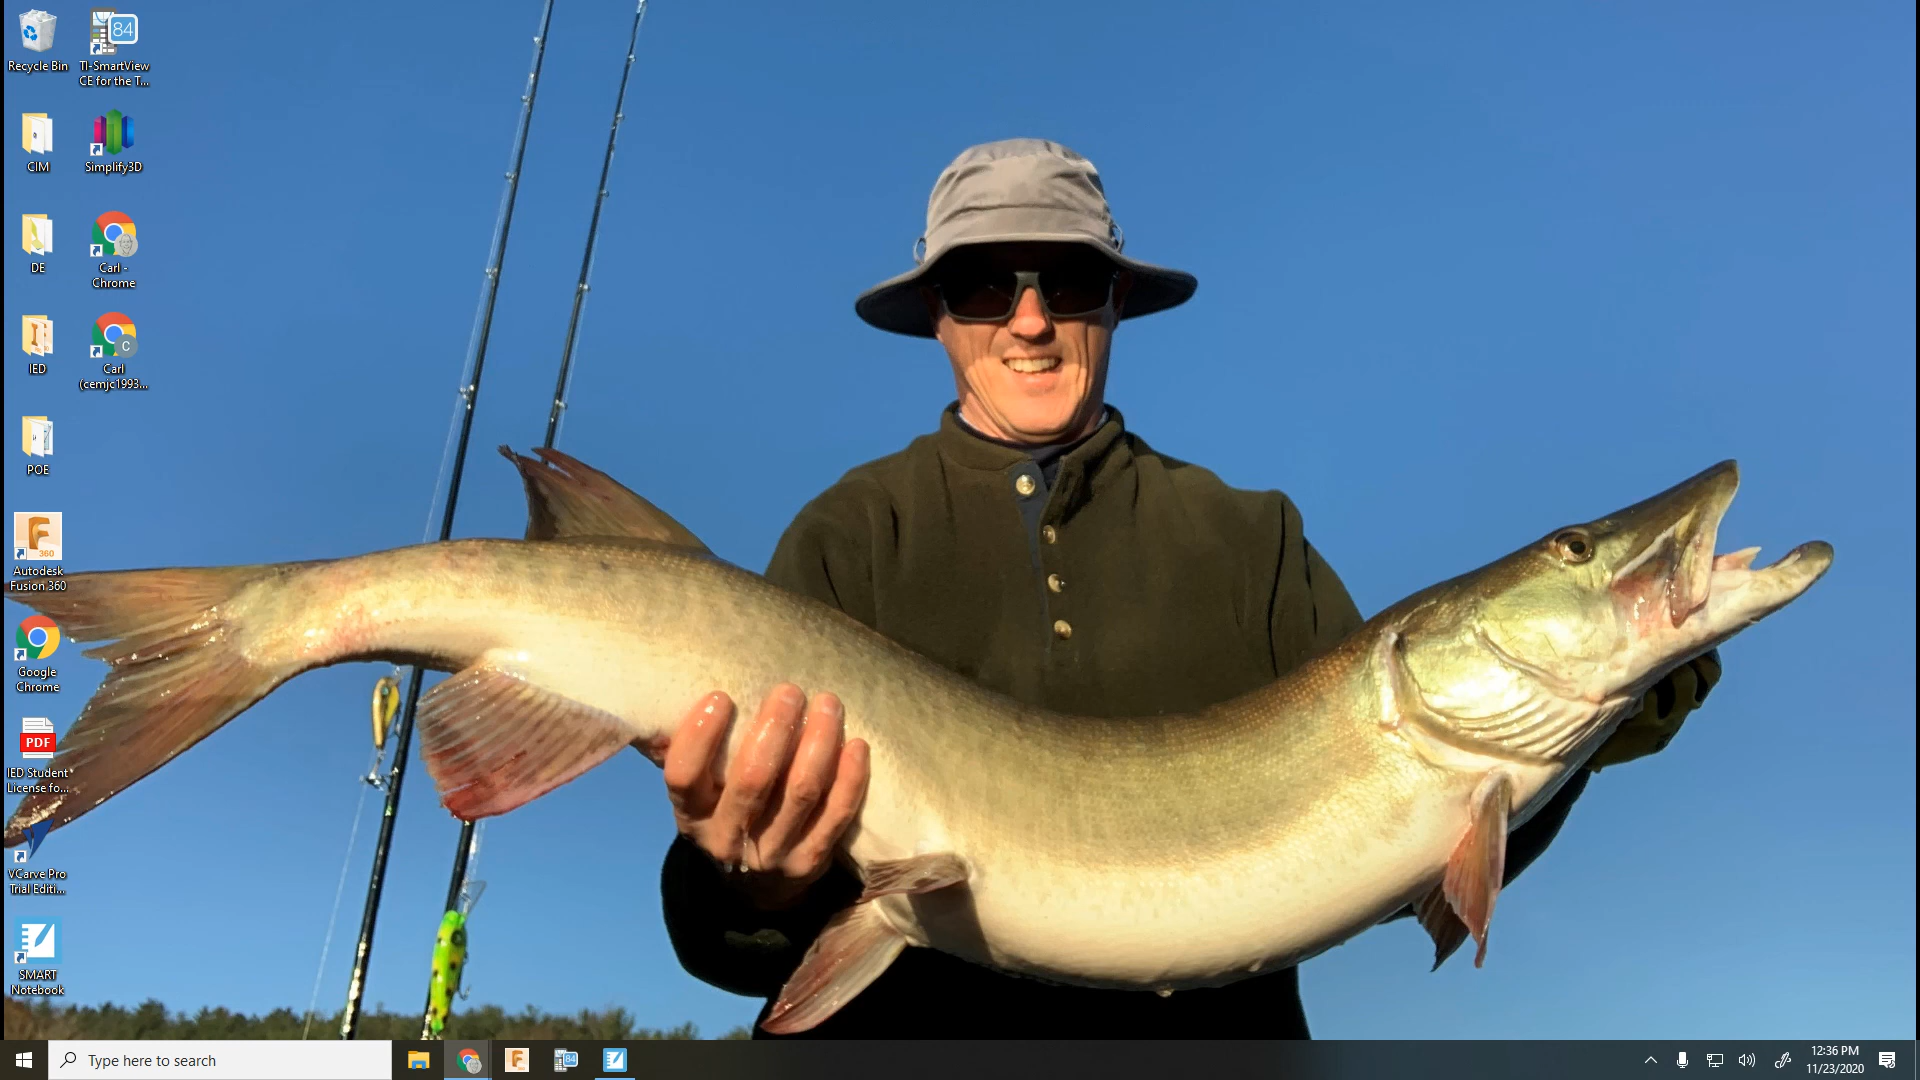 Recycle Bin
84
TI-SmartView
CE for the T...
CIM
Simplify3D
DE
Carl -
Chrome
IED
C
Carl
(cemjc1993...
POE
F
360
Autodesk
Fusion 360
Google
Chrome
PDF
IED Student
License fo...
VCarve Pro
Trial Editi...
SMART
Notebook
Type here to search
F
84
12:36 PM
11/23/2020